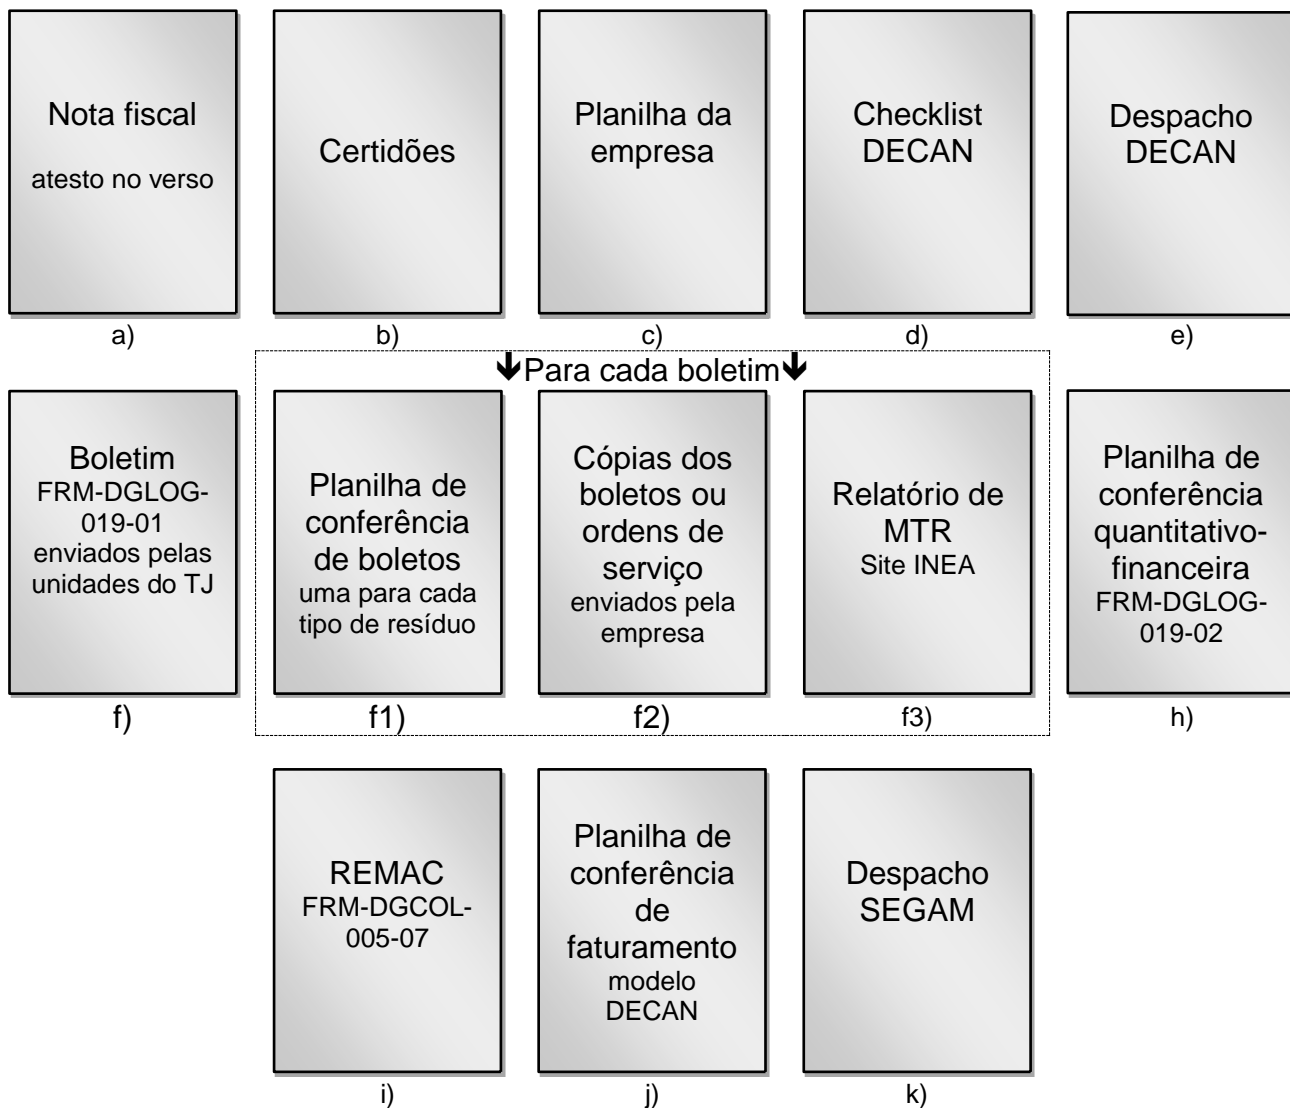 Nota fiscal
atesto no verso
a)
Certidões
b)
Planilha da
empresa
c)
Checklist
DECAN
d)
Despacho
DECAN
e)
🡻Para cada boletim🡻
Boletim
FRM-DGLOG-
019-01
enviados pelas
unidades do TJ
f)
Planilha de
conferência
de boletos
uma para cada
tipo de resíduo
f1)
Cópias dos
boletos ou
ordens de
serviço
enviados pela
empresa
f2)
Relatório de
MTR
Site INEA
f3)
Planilha de
conferência
quantitativo-
financeira
FRM-DGLOG-
019-02
h)
REMAC
FRM-DGCOL-
005-07
i)
Planilha de
conferência
de
faturamento
modelo
DECAN
j)
Despacho
SEGAM
k)